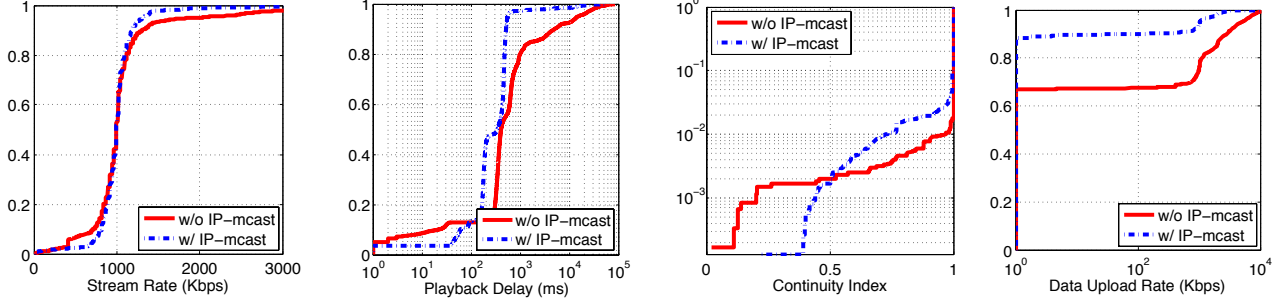 1
0.8
0.6
0.4
0.2
0
0 1000 2000 3000
Stream Rate (Kbps)
w/o IP-mcast
w/ IP-mcast
1
0.8
0.6
0.4
0.2
0
10^0 10^1 10^2 10^3 10^4 10^5
Playback Delay (ms)
w/o IP-mcast
w/ IP-mcast
10^0
10^-1
10^-2
10^-3
0 0.5 1
Continuity Index
w/o IP-mcast
w/ IP-mcast
1
0.8
0.6
0.4
0.2
0
10^0 10^2 10^4
Data Upload Rate (Kbps)
w/o IP-mcast
w/ IP-mcast